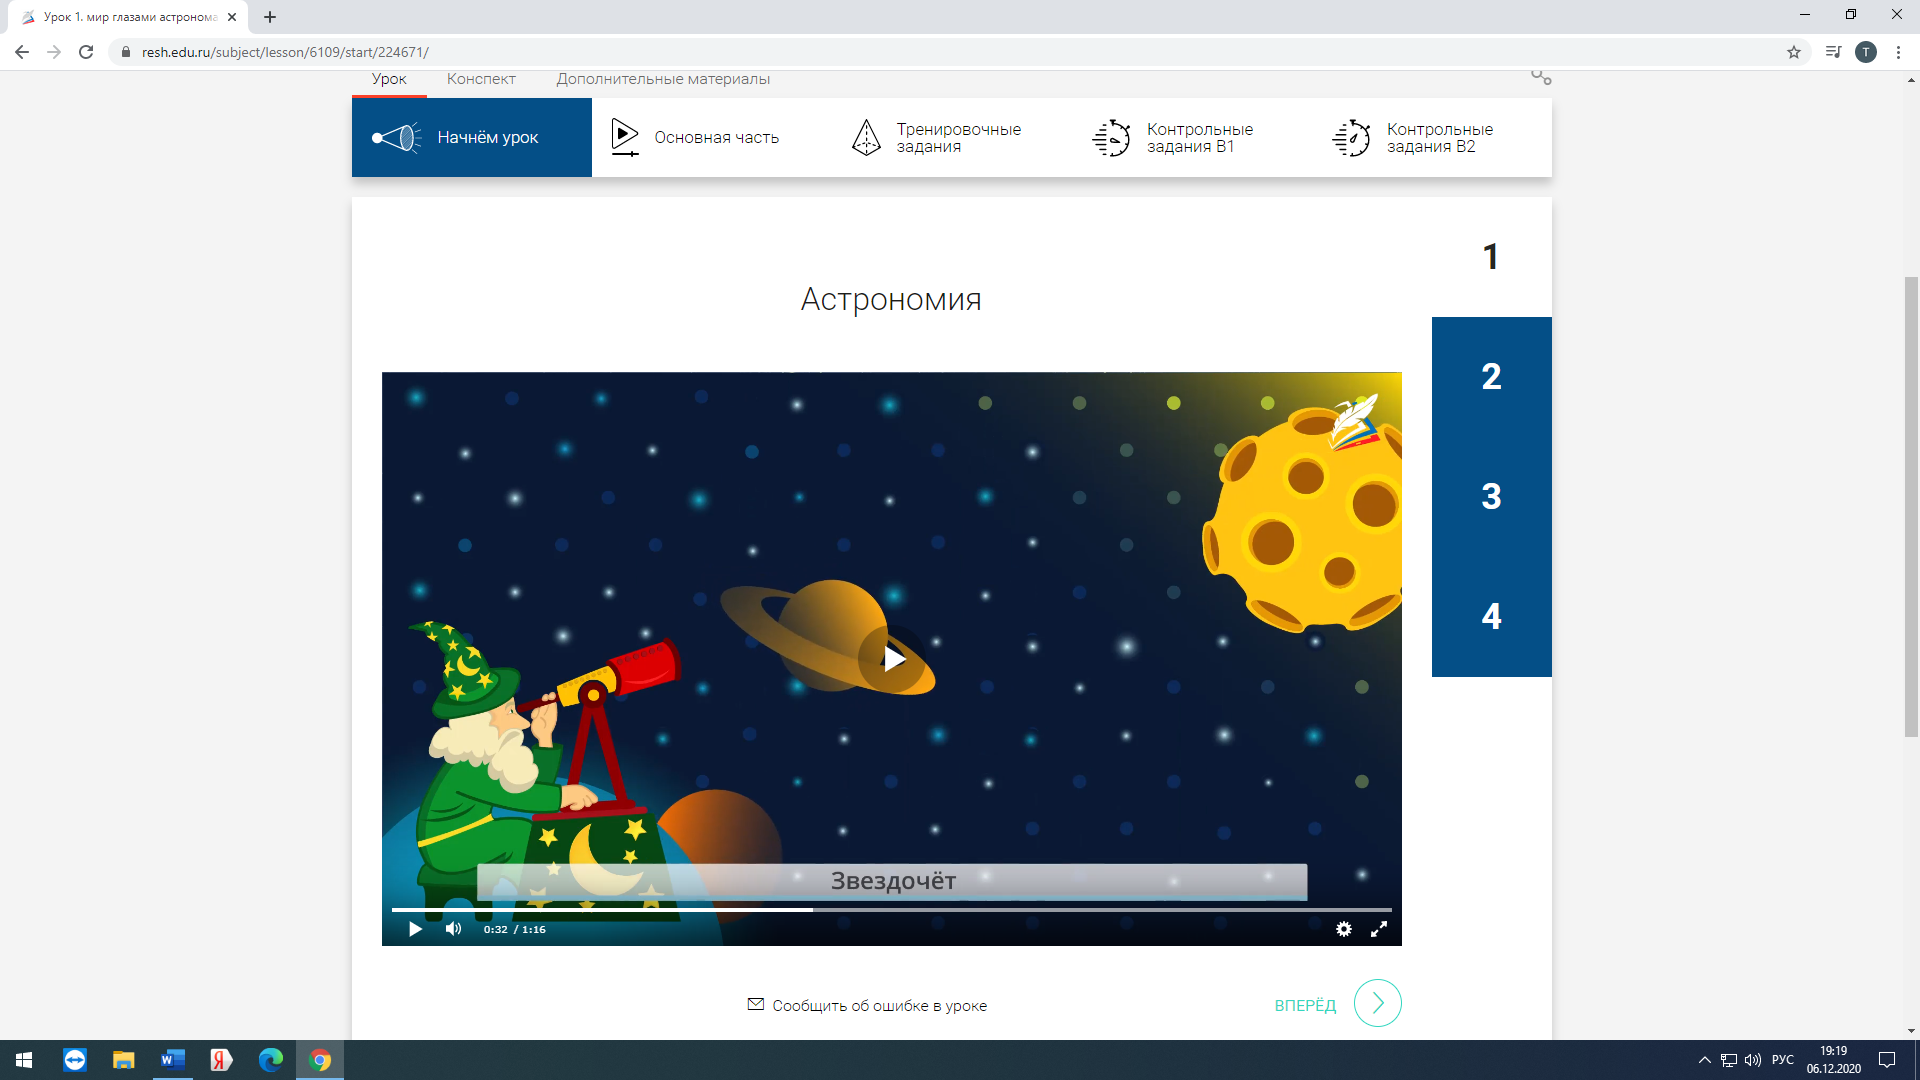 Урок 1. мир глазами астронома
resh.edu.ru/subject/lesson/6109/start/224671/
T
Урок Конспект Дополнительные материалы
Начнём урок
Основная часть
Тренировочные
задания
Контрольные
задания В1
Контрольные
задания В2
1
Астрономия
2
3
4
Звездочёт
0:32 / 1:16
Сообщить об ошибке в уроке
ВПЕРЁД
W
Я
РУС
19:19
06.12.2020